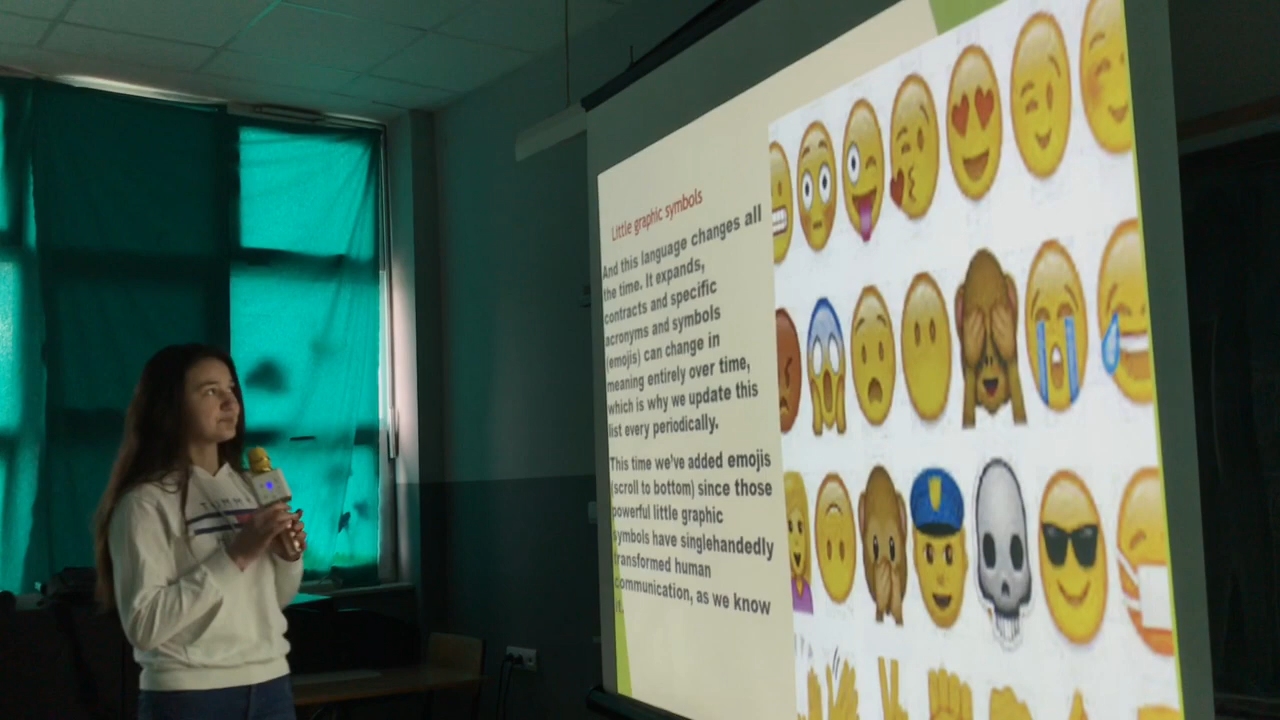 Little graphic symbols
And this language changes all
the time. It expands,
contracts and specific
acronyms and symbols
(emojis) can change in
meaning entirely over time,
which is why we update this
list every periodically.
This time we've added emojis
(scroll to bottom) since those
powerful little graphic
symbols have singlehandedly
transformed human
communication, as we know
it.